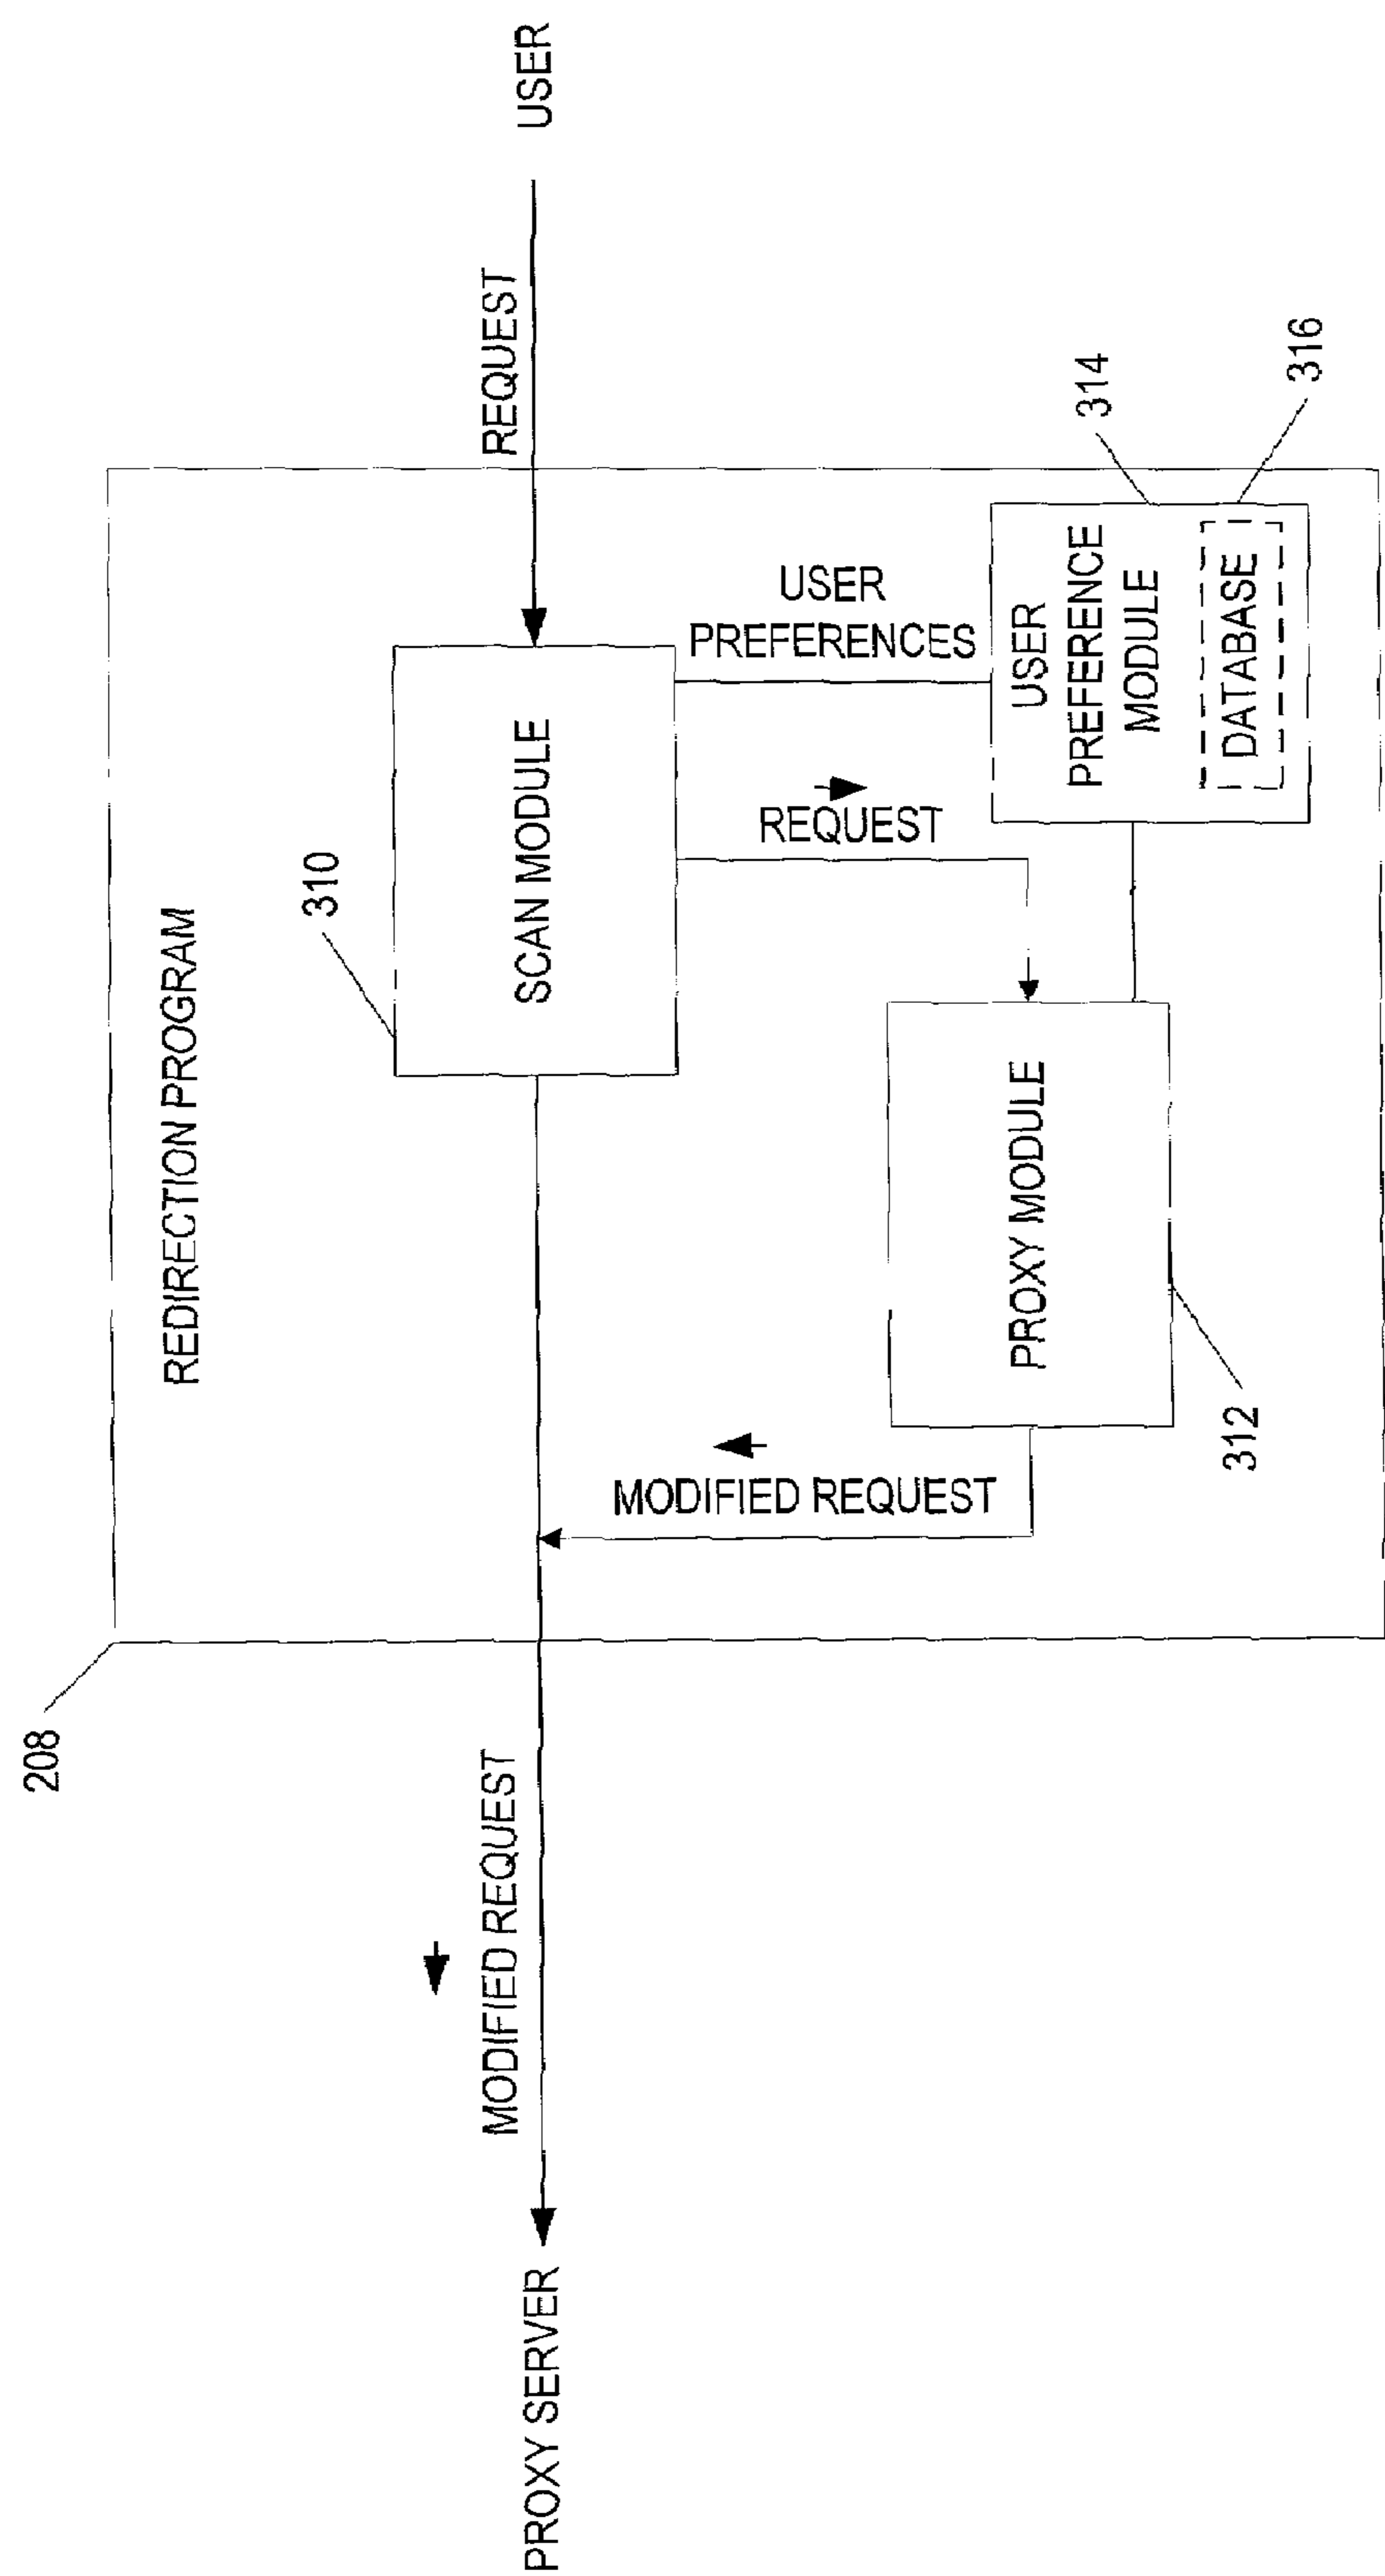 208
REDIRECTION PROGRAM
310
PROXY SERVER
MODIFIED REQUEST
SCAN MODULE
REQUEST
USER
MODIFIED REQUEST
REQUEST
USER
PREFERENCES
PROXY MODULE
312
USER
PREFERENCE
MODULE
DATABASE
314
316